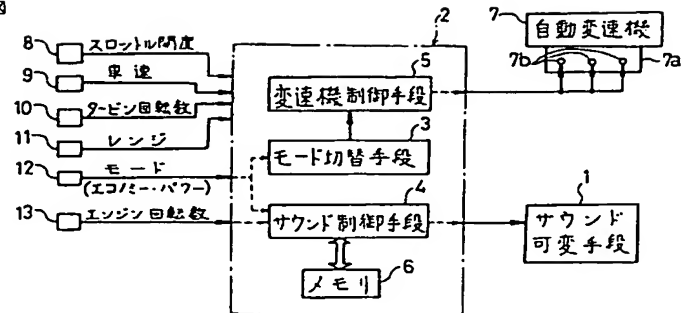 図
8 スロットル開度
9 車速
10 タービン回転数
11 レンジ
12 モード
(エコノミー・パワー)
13 エンジン回転数
2
5
変速機制御手段
3
モード切替手段
4
サウンド制御手段
6
メモリ
7
自動変速機
7b
7a
1
サウンド
可変手段